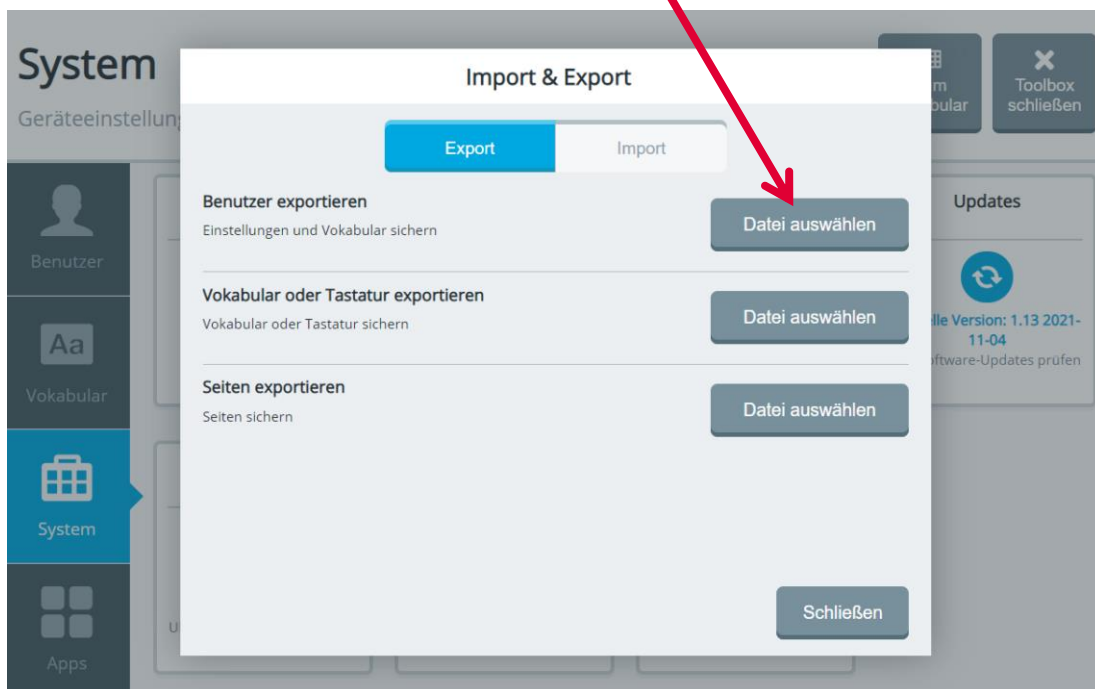 System
Geräteeinstellun
Import & Export
Export
Import
Benutzer exportieren
Einstellungen und Vokabular sichern
Datei auswählen
Vokabular oder Tastatur exportieren
Vokabular oder Tastatur sichern
Datei auswählen
Seiten exportieren
Seiten sichern
Datei auswählen
Schließen
Toolbox
schließen
Benutzer
Aa
Vokabular
System
Apps
Updates
lle Version: 1.13 2021-
11-04
oftware-Updates prüfen